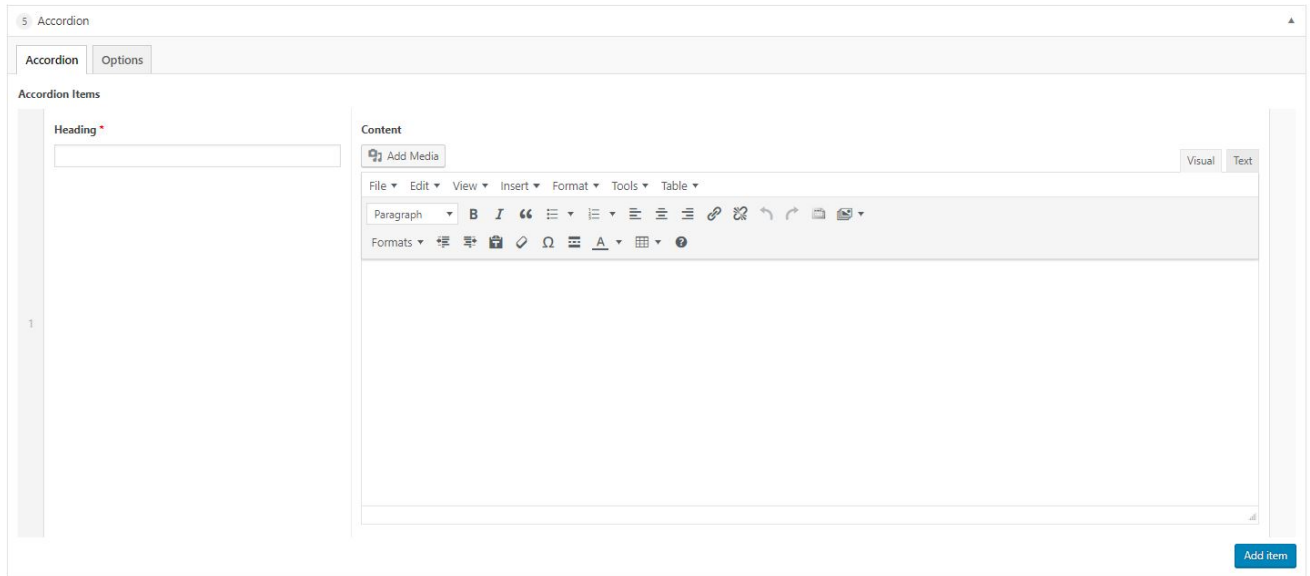 5 Accordion
Accordion Options
Accordion Items
Heading * Content
Add Media
Visual Text
File Edit View Insert Format Tools Table
Paragraph B I “ Ω A
Formats Ω A ?
1
Add item